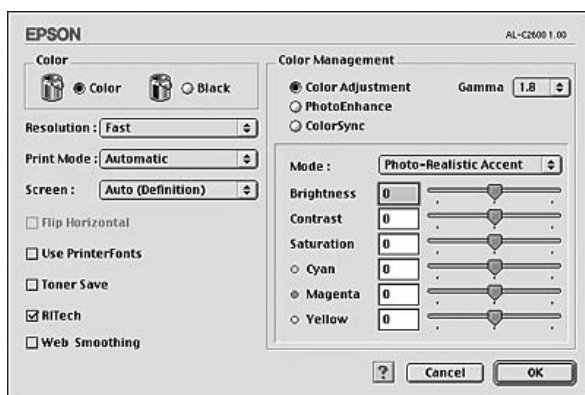 EPSON
AL-C2600 1.00
Color
Color
Black
Resolution : Fast
Print Mode : Automatic
Screen : Auto (Definition)
Flip Horizontal
Use PrinterFonts
Toner Save
RITech
Web Smoothing
Color Management
Color Adjustment
Gamma 1.8
PhotoEnhance
ColorSync
Mode : Photo-Realistic Accent
Brightness 0
Contrast 0
Saturation 0
Cyan 0
Magenta 0
Yellow 0
? Cancel OK